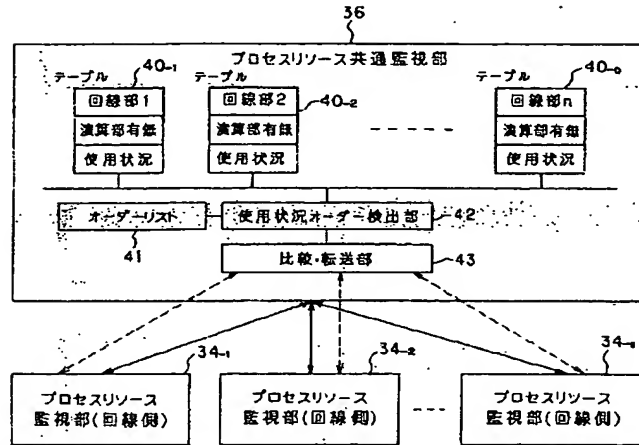 36
プロセスリソース共通監視部
テーブル
40-1
テーブル
40-2
テーブル
40-n
回線部1
演算部有無
使用状況
回線部2
演算部有無
使用状況
回線部n
演算部有無
使用状況
オーダーリスト
41
使用状況オーダー検出部
42
比較・転送部
43
34-1
34-2
34-n
プロセスリソース
監視部(回線側)
プロセスリソース
監視部(回線側)
プロセスリソース
監視部(回線側)